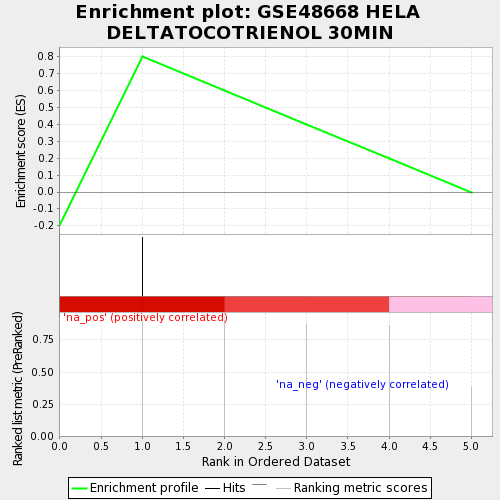 Enrichment plot: GSE48668 HELA
DELTATOCOTRIENOL 30MIN
Enrichment score (ES)
0.8
0.7
0.6
0.5
0.4
0.3
0.2
0.1
0.0
-0.1
-0.2
'na_pos' (positively correlated)
'na_neg' (negatively correlated)
Ranked list metric (PreRanked)
0.75
0.50
0.25
0.00
0.0 0.5 1.0 1.5 2.0 2.5 3.0 3.5 4.0 4.5 5.0
Rank in Ordered Dataset
Enrichment profile Hits Ranking metric scores